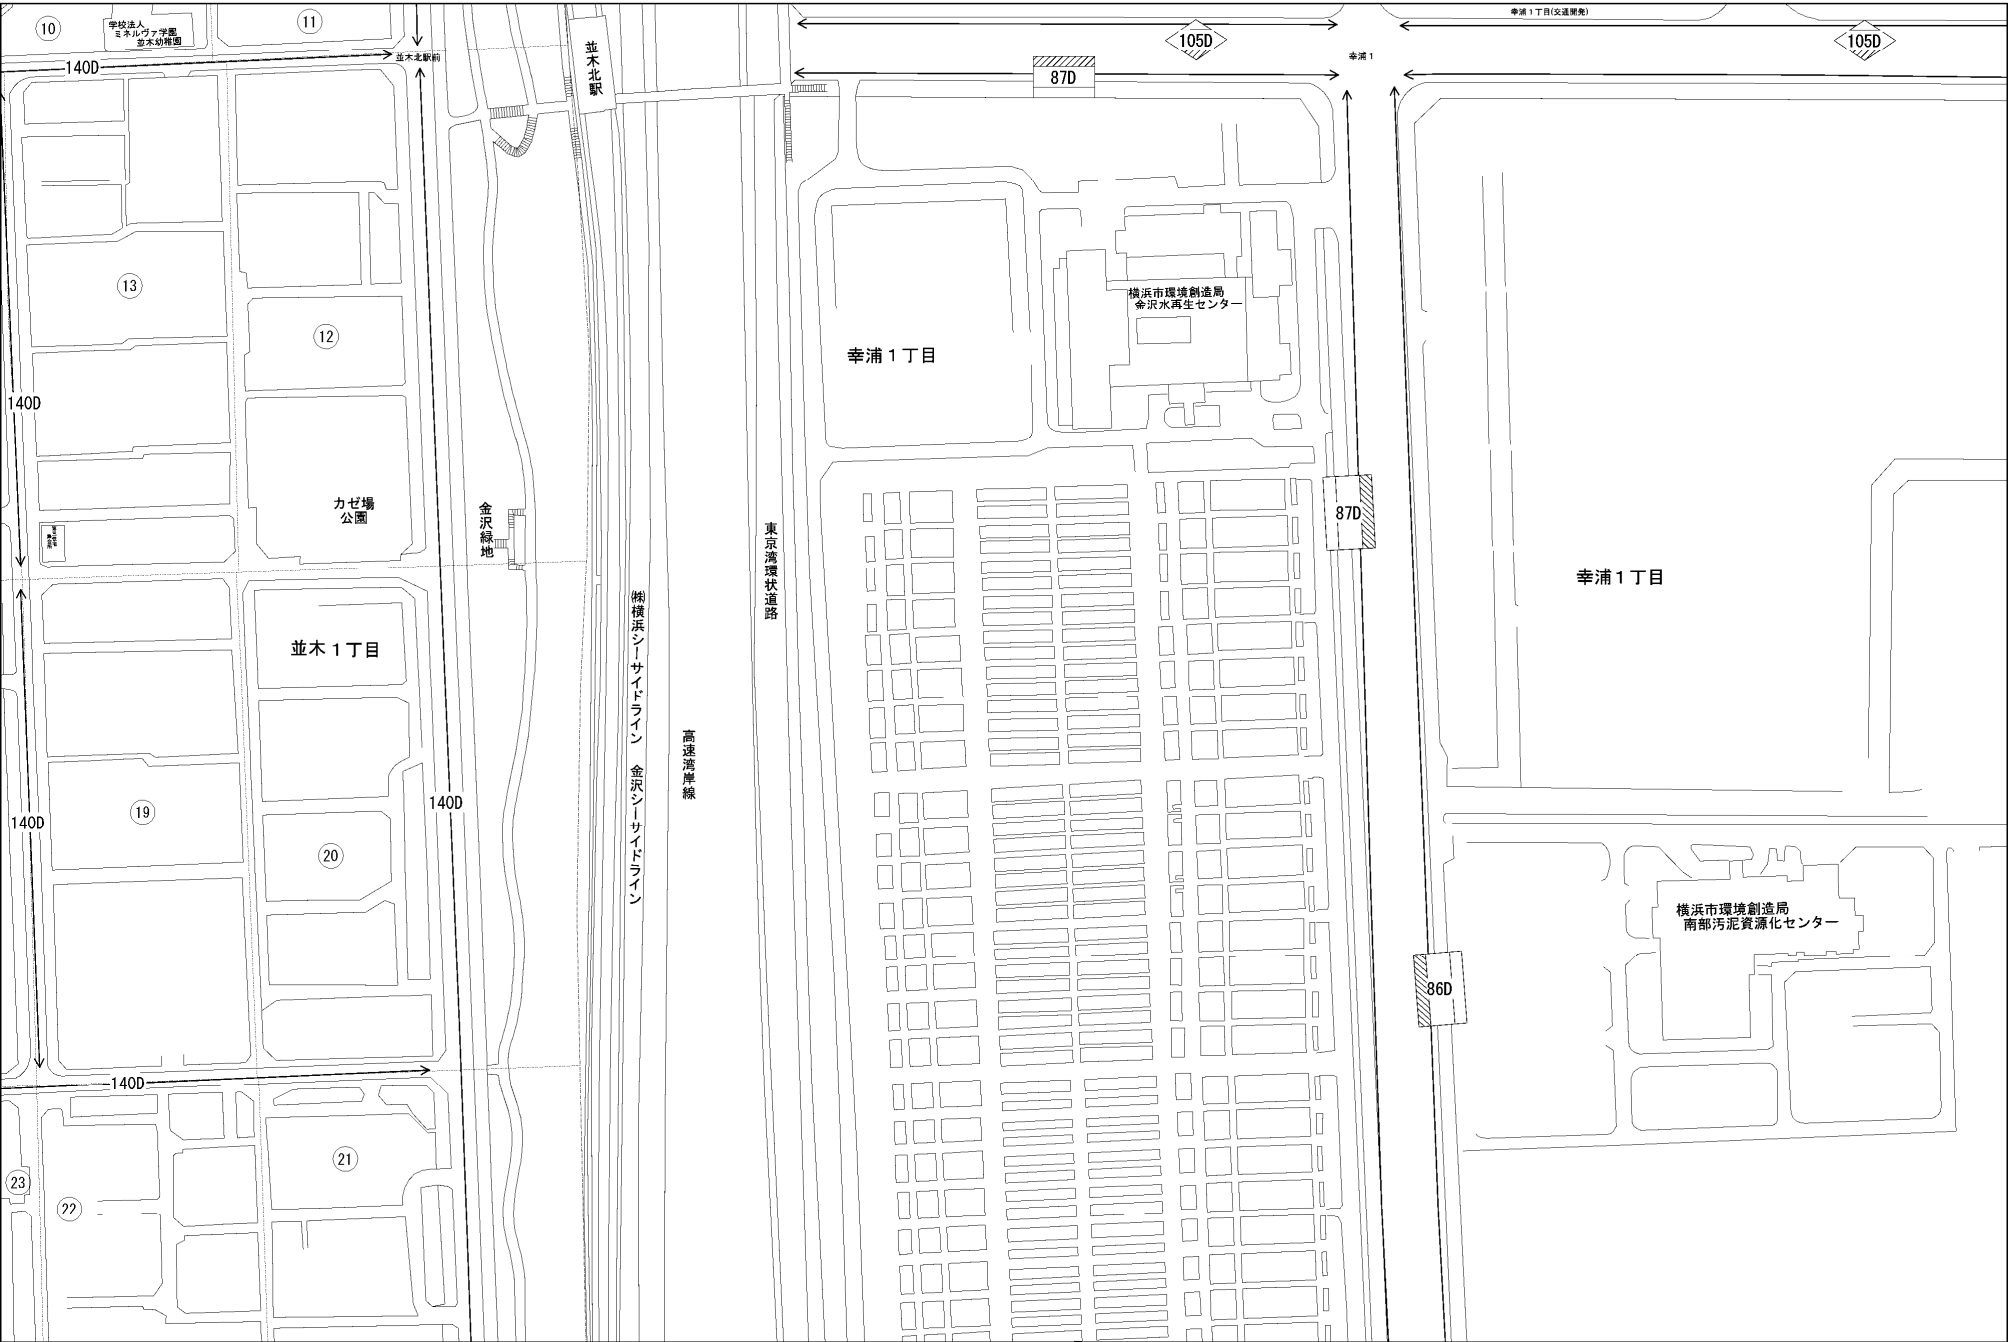 ⑩
学校法人
ミネルヴァ学園
並木幼稚園
⑪
並木北駅前
140D
並木北駅
105D
幸浦1丁目(交通開発)
105D
幸浦1
87D
⑬
⑫
140D
カゼ場
公園
金沢緑地
東京湾環状道路
幸浦1丁目
横浜市環境創造局
金沢水再生センター
87D
幸浦1丁目
並木1丁目
㈱横浜シーサイドライン 金沢シーサイドライン
高速湾岸線
140D
⑲
⑳
140D
横浜市環境創造局
南部汚泥資源化センター
86D
140D
㉑
㉒
㉓